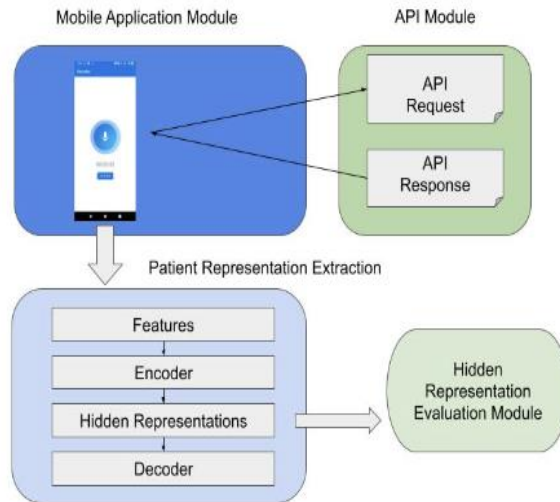 Mobile Application Module
API Module
API
Request
API
Response
Patient Representation Extraction
Features
Encoder
Hidden Representations
Decoder
Hidden
Representation
Evaluation Module